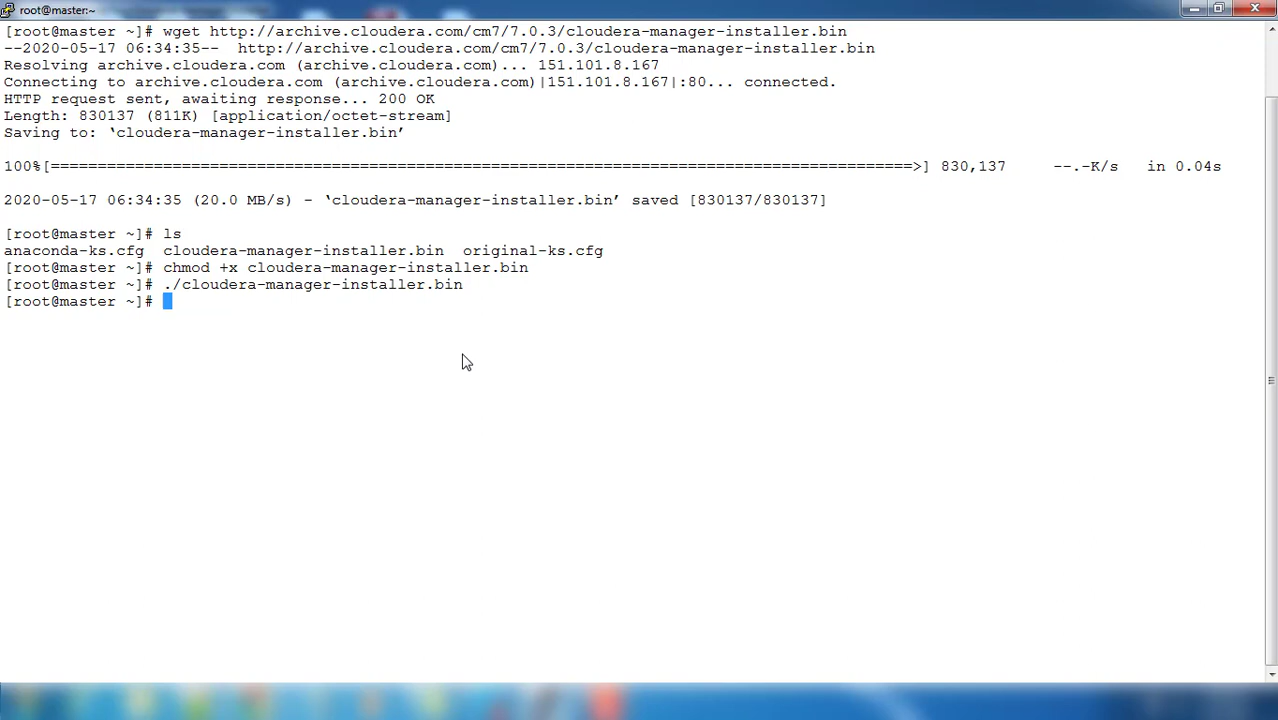 root@master:~
[root@master ~]# wget http://archive.cloudera.com/cm7/7.0.3/cloudera-manager-installer.bin
--2020-05-17 06:34:35--  http://archive.cloudera.com/cm7/7.0.3/cloudera-manager-installer.bin
Resolving archive.cloudera.com (archive.cloudera.com)... 151.101.8.167
Connecting to archive.cloudera.com (archive.cloudera.com)|151.101.8.167|:80... connected.
HTTP request sent, awaiting response... 200 OK
Length: 830137 (811K) [application/octet-stream]
Saving to: ‘cloudera-manager-installer.bin’
100%[============================================================================================>] 830,137     --.-K/s   in 0.04s
2020-05-17 06:34:35 (20.0 MB/s) - ‘cloudera-manager-installer.bin’ saved [830137/830137]
[root@master ~]# ls
anaconda-ks.cfg  cloudera-manager-installer.bin  original-ks.cfg
[root@master ~]# chmod +x cloudera-manager-installer.bin
[root@master ~]# ./cloudera-manager-installer.bin
[root@master ~]#